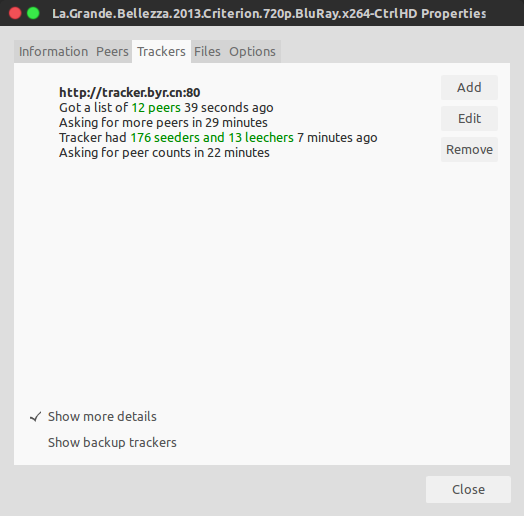 La.Grande.Bellezza.2013.Criterion.720p.BluRay.x264-CtrlHD Properties
Information Peers Trackers Files Options
http://tracker.byr.cn:80
Got a list of 12 peers 39 seconds ago
Asking for more peers in 29 minutes
Tracker had 176 seeders and 13 leechers 7 minutes ago
Asking for peer counts in 22 minutes
Add
Edit
Remove
Show more details
Show backup trackers
Close